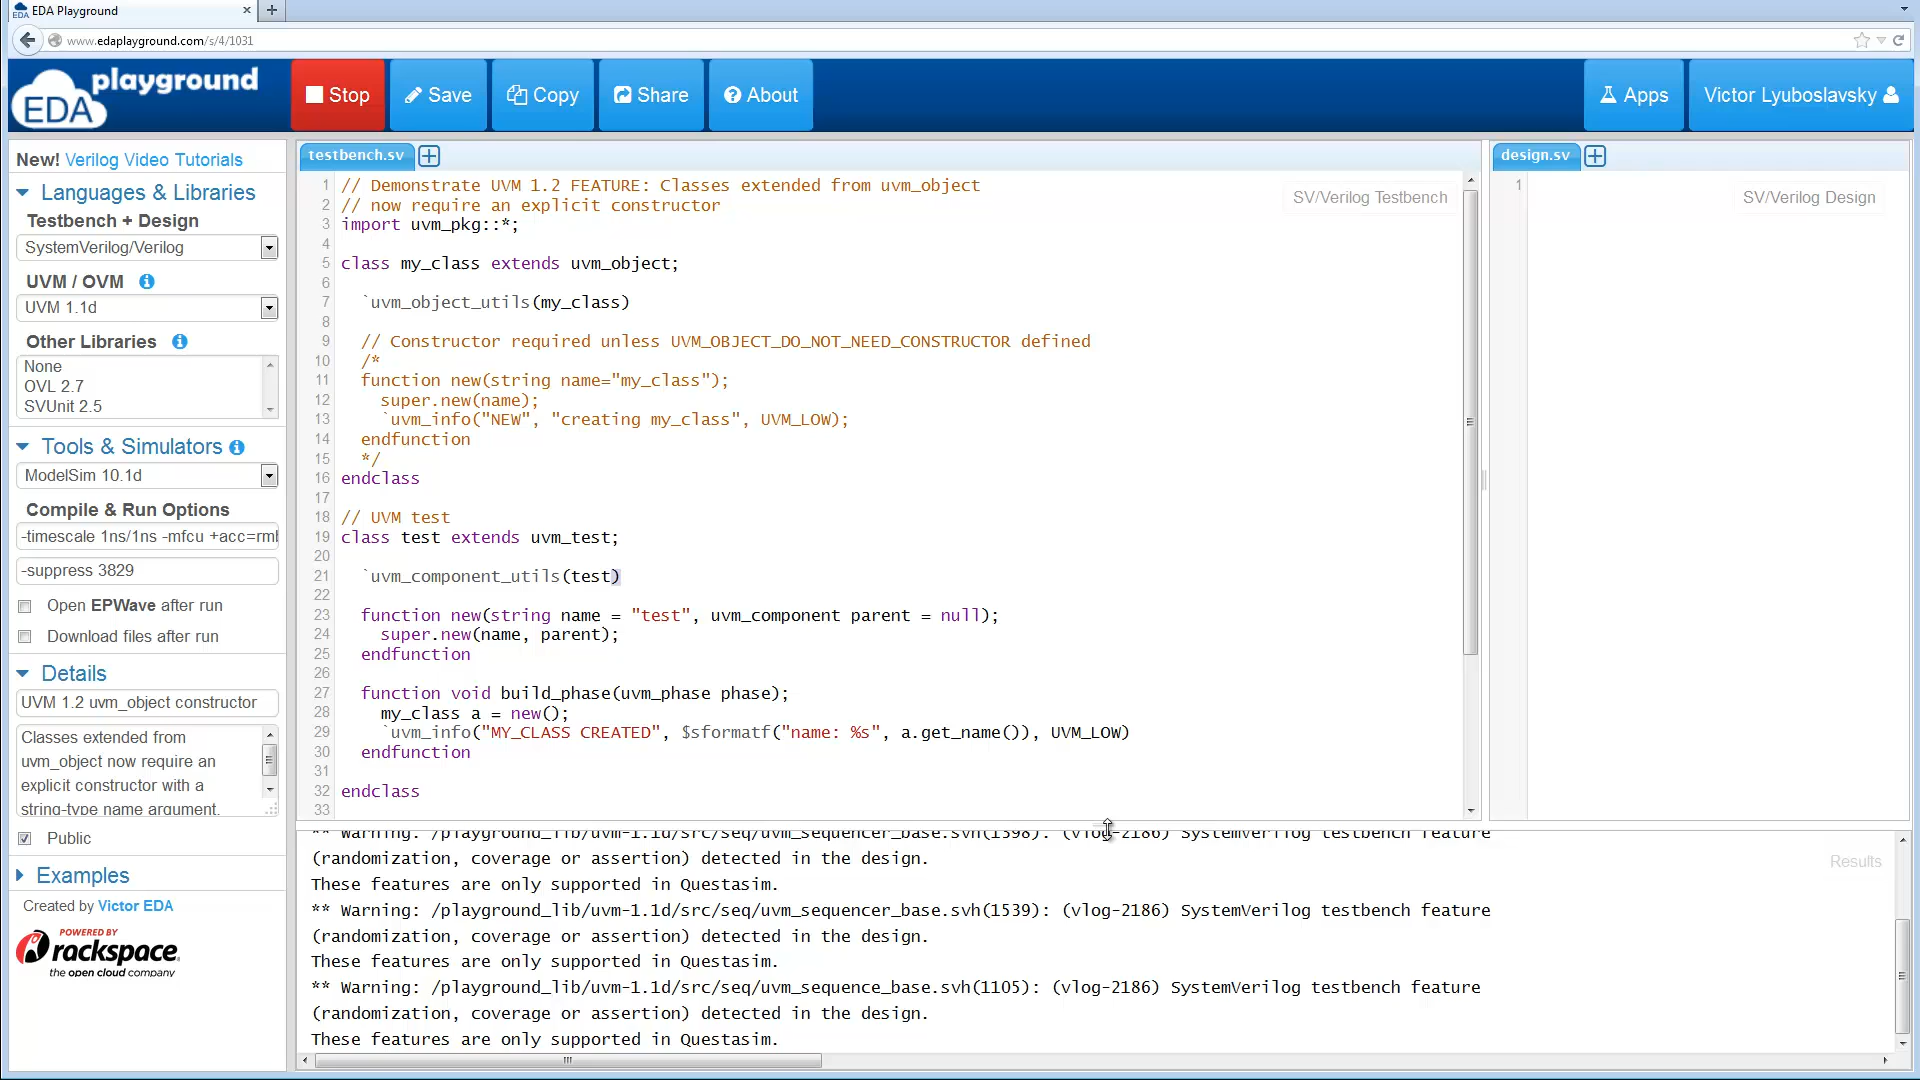 EDA Playground
www.edaplayground.com/s/4/1031
EDA playground
Stop
Save
Copy
Share
About
Apps
Victor Lyuboslavsky
New! Verilog Video Tutorials
Languages & Libraries
Testbench + Design
SystemVerilog/Verilog
UVM / OVM
UVM 1.1d
Other Libraries
None
OVL 2.7
SVUnit 2.5
Tools & Simulators
ModelSim 10.1d
Compile & Run Options
-timescale 1ns/1ns -mfcu +acc=rml
-suppress 3829
Open EPWave after run
Download files after run
Details
UVM 1.2 uvm_object constructor
Classes extended from
uvm_object now require an
explicit constructor with a
string-type name argument.
Public
Examples
Created by Victor EDA
POWERED BY
rackspace.
the open cloud company
testbench.sv
SV/Verilog Testbench
1 // Demonstrate UVM 1.2 FEATURE: Classes extended from uvm_object
2 // now require an explicit constructor
3 import uvm_pkg::*;
4
5 class my_class extends uvm_object;
6
7 `uvm_object_utils(my_class)
8
9 // Constructor required unless UVM_OBJECT_DO_NOT_NEED_CONSTRUCTOR defined
10 /*
11 function new(string name="my_class");
12 super.new(name);
13 `uvm_info("NEW", "creating my_class", UVM_LOW);
14 endfunction
15 */
16 endclass
17
18 // UVM test
19 class test extends uvm_test;
20
21 `uvm_component_utils(test)
22
23 function new(string name = "test", uvm_component parent = null);
24 super.new(name, parent);
25 endfunction
26
27 function void build_phase(uvm_phase phase);
28 my_class a = new();
29 `uvm_info("MY_CLASS CREATED", $sformatf("name: %s", a.get_name()), UVM_LOW)
30 endfunction
31
32 endclass
33
design.sv
1
SV/Verilog Design
** Warning: /playground_lib/uvm-1.1d/src/seq/uvm_sequencer_base.svh(1398): (vlog-2186) SystemVerilog testbench feature
(randomization, coverage or assertion) detected in the design.
These features are only supported in Questasim.
** Warning: /playground_lib/uvm-1.1d/src/seq/uvm_sequencer_base.svh(1539): (vlog-2186) SystemVerilog testbench feature
(randomization, coverage or assertion) detected in the design.
These features are only supported in Questasim.
** Warning: /playground_lib/uvm-1.1d/src/seq/uvm_sequence_base.svh(1105): (vlog-2186) SystemVerilog testbench feature
(randomization, coverage or assertion) detected in the design.
These features are only supported in Questasim.
Results